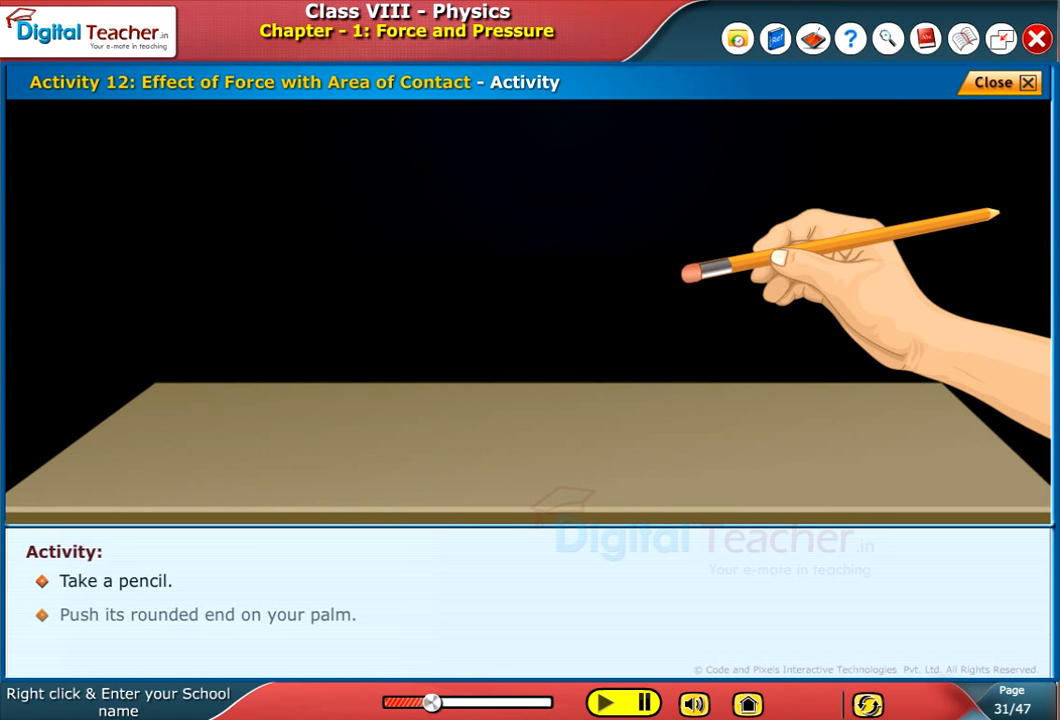 Digital Teacher.in
Your e-mate in teaching
Class VIII - Physics
Chapter - 1: Force and Pressure
Ref
?
Abc
Activity 12: Effect of Force with Area of Contact - Activity
Close
Digital Teacher.in
Your e-mate in teaching
Activity:
Take a pencil.
Push its rounded end on your palm.
© Code and Pixels Interactive Technologies Pvt. Ltd. All Rights Reserved.
Right click & Enter your School
name
Page
31/47